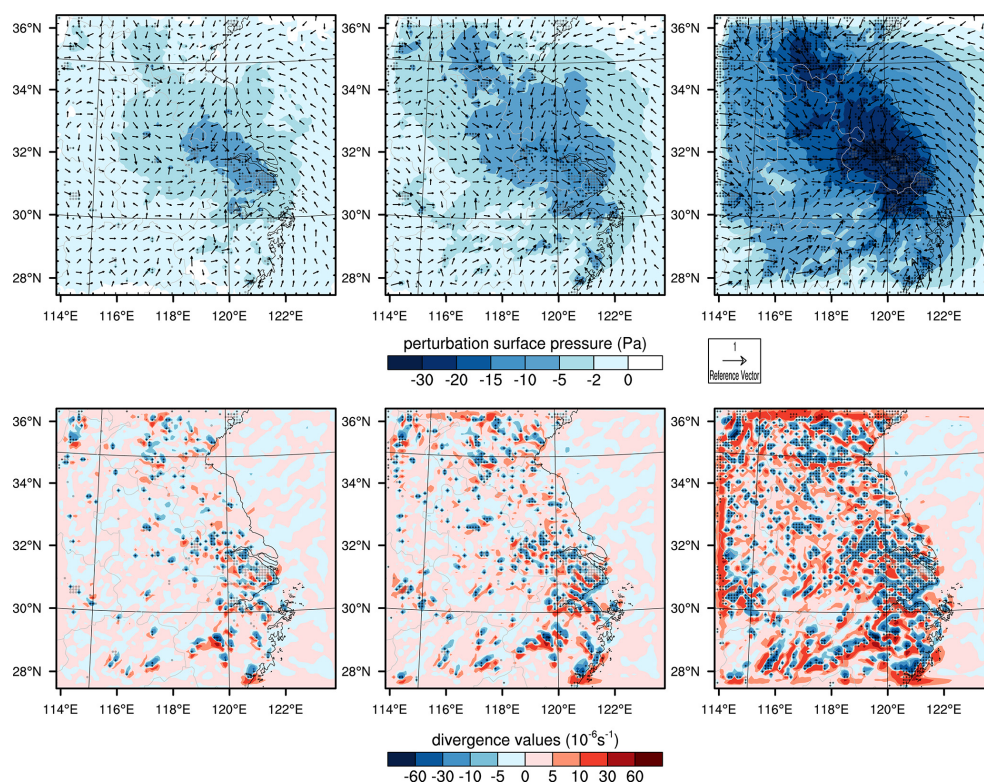 36°N 36°N 36°N
34°N 34°N 34°N
32°N 32°N 32°N
30°N 30°N 30°N
28°N 28°N 28°N
114°E 116°E 118°E 120°E 122°E 114°E 116°E 118°E 120°E 122°E 114°E 116°E 118°E 120°E 122°E
perturbation surface pressure (Pa)
-30 -20 -15 -10 -5 -2 0
1
Reference Vector
36°N 36°N 36°N
34°N 34°N 34°N
32°N 32°N 32°N
30°N 30°N 30°N
28°N 28°N 28°N
114°E 116°E 118°E 120°E 122°E 114°E 116°E 118°E 120°E 122°E 114°E 116°E 118°E 120°E 122°E
divergence values (10⁻⁶s⁻¹)
-60 -30 -10 -5 0 5 10 30 60